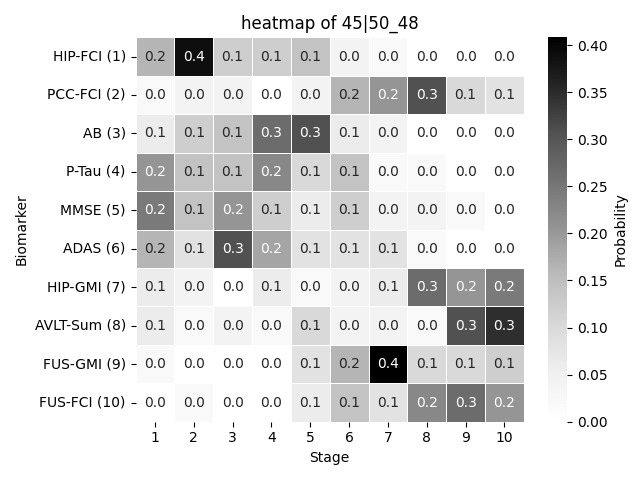 heatmap of 45|50_48
HIP-FCI (1) 0.2 0.4 0.1 0.1 0.1 0.0 0.0 0.0 0.0 0.0
PCC-FCI (2) 0.0 0.0 0.0 0.0 0.0 0.2 0.2 0.3 0.1 0.1
AB (3) 0.1 0.1 0.1 0.3 0.3 0.1 0.0 0.0 0.0 0.0
P-Tau (4) 0.2 0.1 0.1 0.2 0.1 0.1 0.0 0.0 0.0 0.0
MMSE (5) 0.2 0.1 0.2 0.1 0.1 0.1 0.0 0.0 0.0 0.0
ADAS (6) 0.2 0.1 0.3 0.2 0.1 0.1 0.1 0.0 0.0 0.0
HIP-GMI (7) 0.1 0.0 0.0 0.1 0.0 0.0 0.1 0.3 0.2 0.2
AVLT-Sum (8) 0.1 0.0 0.0 0.0 0.1 0.0 0.0 0.0 0.3 0.3
FUS-GMI (9) 0.0 0.0 0.0 0.0 0.1 0.2 0.4 0.1 0.1 0.1
FUS-FCI (10) 0.0 0.0 0.0 0.0 0.1 0.1 0.1 0.2 0.3 0.2
1 2 3 4 5 6 7 8 9 10
Stage
Biomarker
0.40
0.35
0.30
0.25
0.20
0.15
0.10
0.05
0.00
Probability